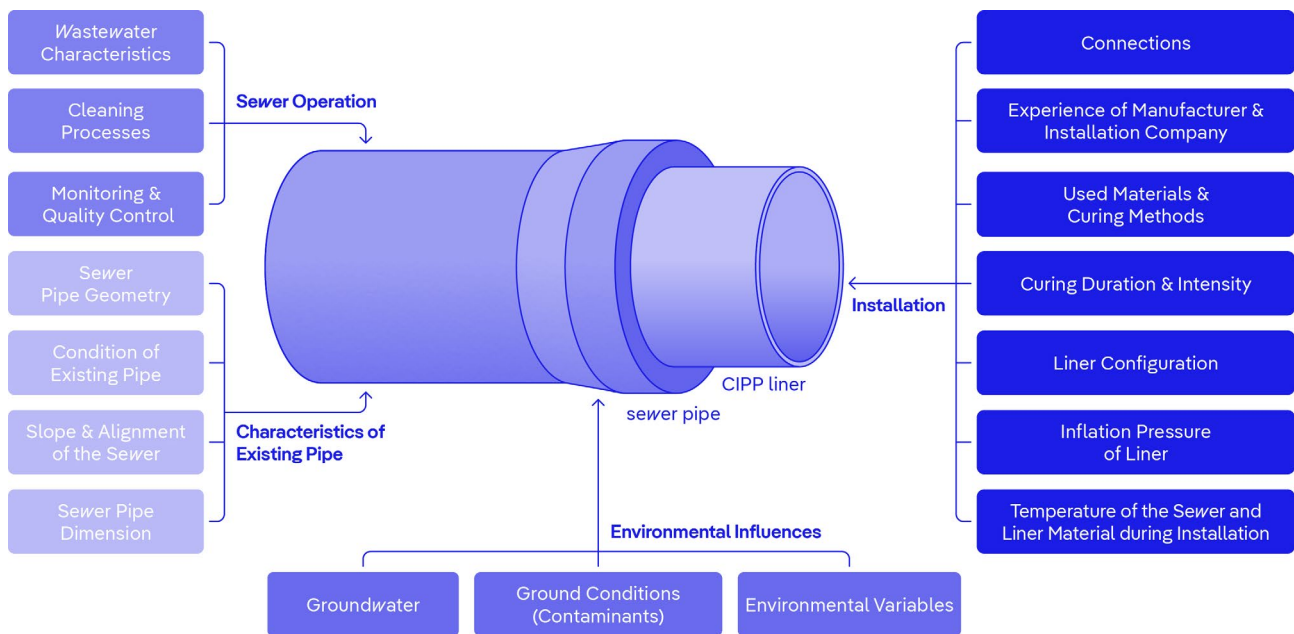 Wastewater
Characteristics
Cleaning
Processes
Monitoring &
Quality Control
Sewer Operation
Sewer
Pipe Geometry
Condition of
Existing Pipe
Slope & Alignment
of the Sewer
Sewer Pipe
Dimension
Characteristics of
Existing Pipe
CIPP liner
sewer pipe
Environmental Influences
Groundwater
Ground Conditions
(Contaminants)
Environmental Variables
Installation
Connections
Experience of Manufacturer &
Installation Company
Used Materials &
Curing Methods
Curing Duration & Intensity
Liner Configuration
Inflation Pressure
of Liner
Temperature of the Sewer and
Liner Material during Installation